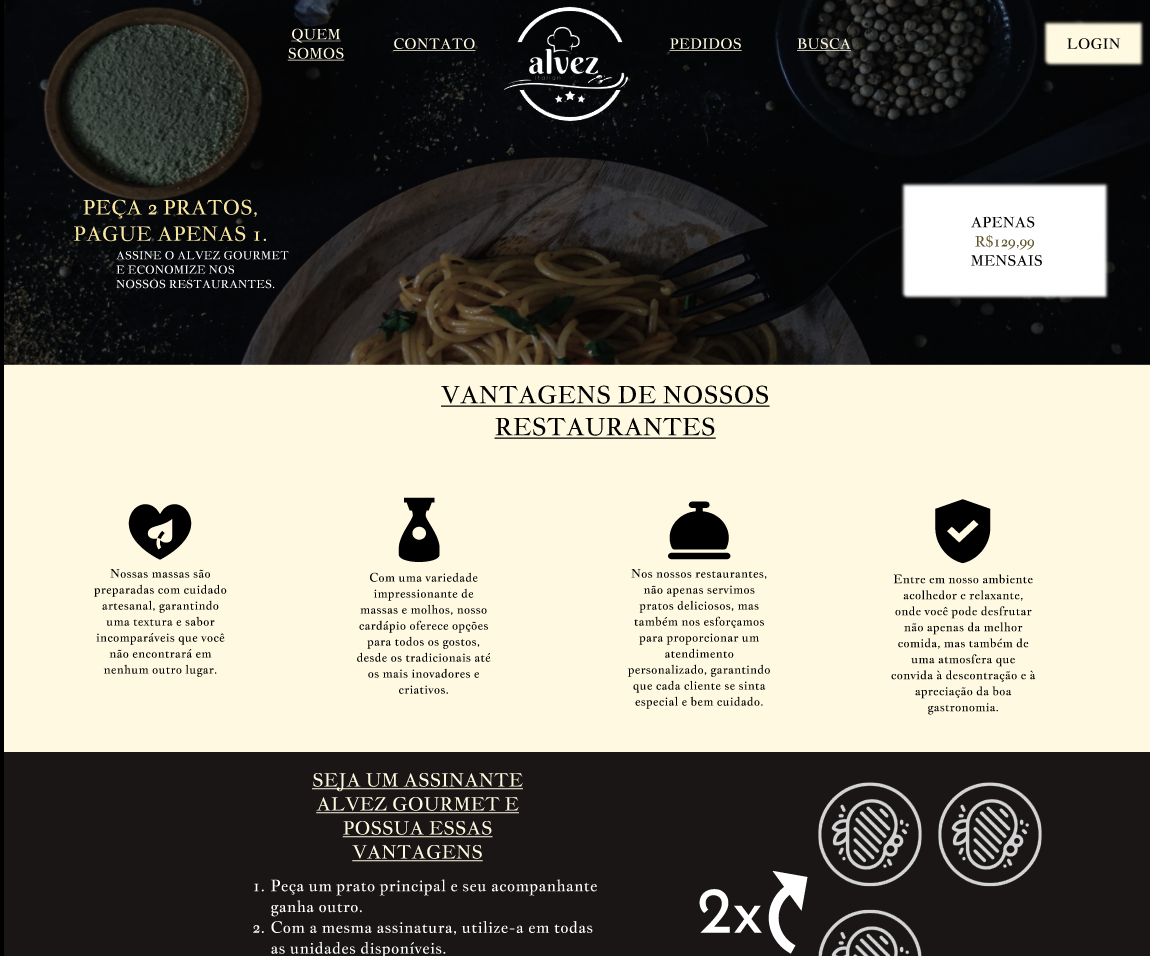 QUEM
SOMOS
CONTATO
alvez
italian
PEDIDOS
BUSCA
LOGIN
PEÇA 2 PRATOS,
PAGUE APENAS 1.
ASSINE O ALVEZ GOURMET
E ECONOMIZE NOS
NOSSOS RESTAURANTES.
APENAS
R$129,99
MENSAIS
VANTAGENS DE NOSSOS
RESTAURANTES
Nossas massas são
preparadas com cuidado
artesanal, garantindo
uma textura e sabor
incomparáveis que você
não encontrará em
nenhum outro lugar.
Com uma variedade
impressionante de
massas e molhos, nosso
cardápio oferece opções
para todos os gostos,
desde os tradicionais até
os mais inovadores e
criativos.
Nos nossos restaurantes,
não apenas servimos
pratos deliciosos, mas
também nos esforçamos
para proporcionar um
atendimento
personalizado, garantindo
que cada cliente se sinta
especial e bem cuidado.
Entre em nosso ambiente
acolhedor e relaxante,
onde você pode desfrutar
não apenas da melhor
comida, mas também de
uma atmosfera que
convida à descontração e à
apreciação da boa
gastronomia.
SEJA UM ASSINANTE
ALVEZ GOURMET E
POSSUA ESSAS
VANTAGENS
1. Peça um prato principal e seu acompanhante
ganha outro.
2. Com a mesma assinatura, utilize-a em todas
as unidades disponíveis.
2x